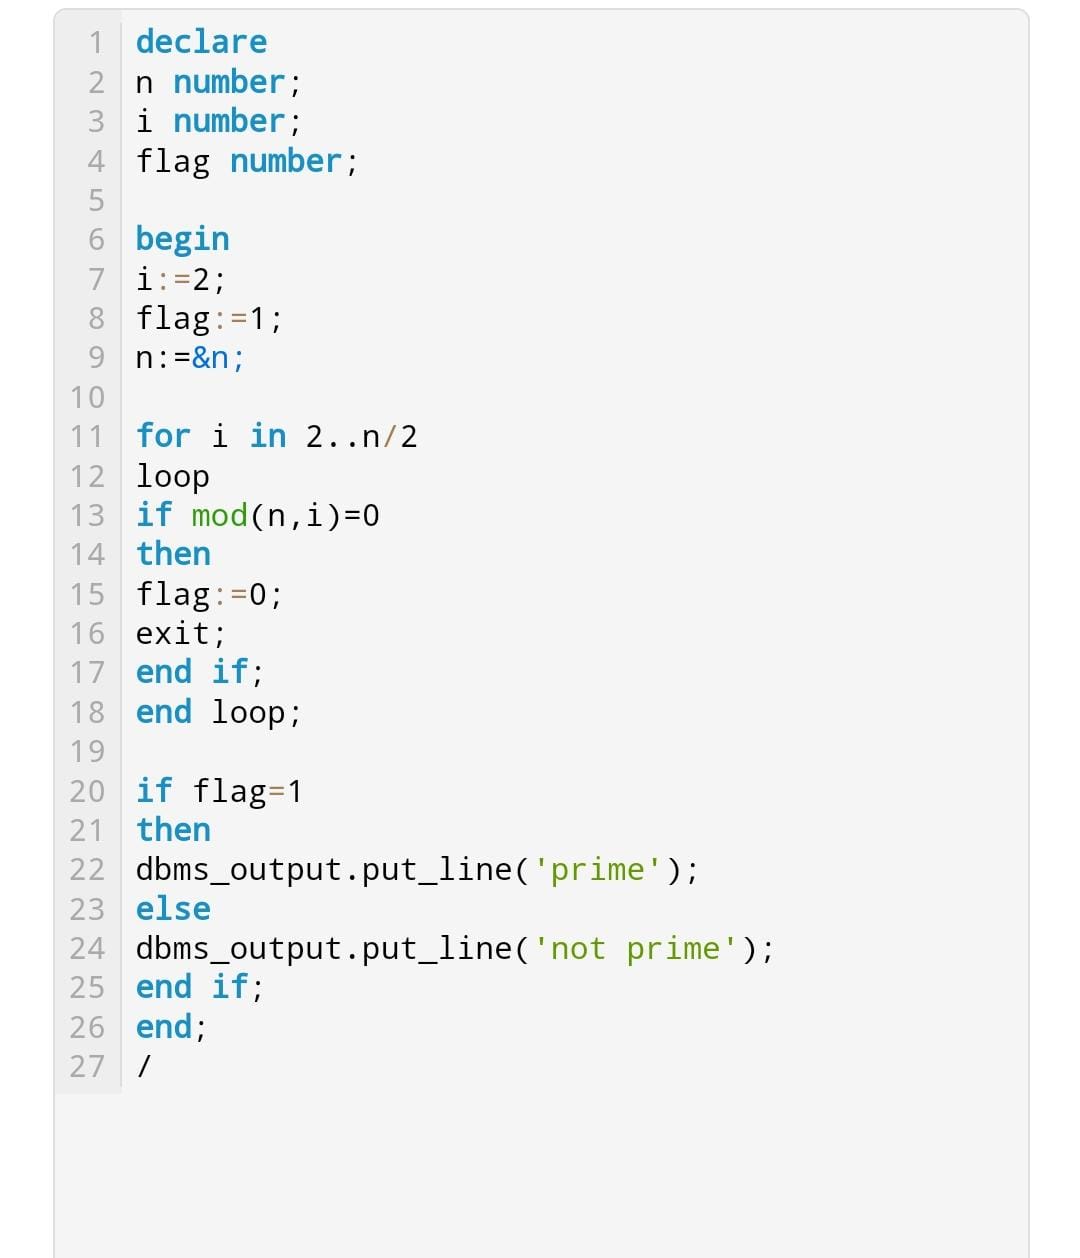 1 declare
2 n number;
3 i number;
4 flag number;
5
6 begin
7 i:=2;
8 flag:=1;
9 n:=&n;
10
11 for i in 2..n/2
12 loop
13 if mod(n,i)=0
14 then
15 flag:=0;
16 exit;
17 end if;
18 end loop;
19
20 if flag=1
21 then
22 dbms_output.put_line('prime');
23 else
24 dbms_output.put_line('not prime');
25 end if;
26 end;
27 /